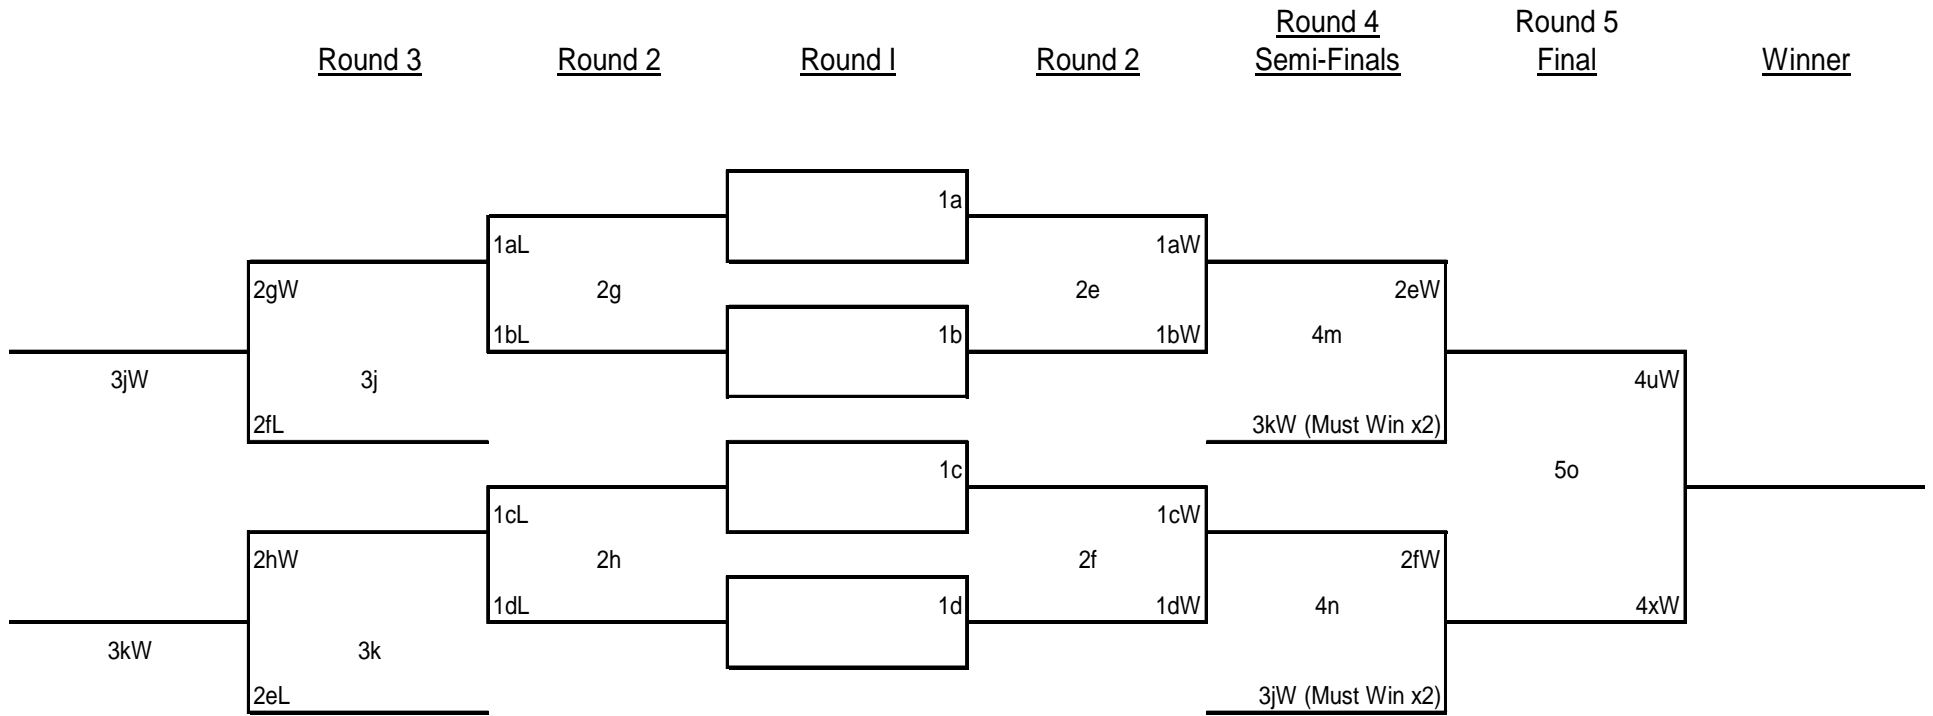 Round 4 Round 5
Round 3 Round 2 Round I Round 2 Semi-Finals Final Winner
1a
1aL 1aW
2gW 2g 2e 2eW
1bL 1b 1bW 4m
3jW 3j 4uW
2fL 3kW (Must Win x2)
1c 5o
1cL 1cW
2hW 2h 2f 2fW
1dL 1d 1dW 4n 4xW
3kW 3k
2eL 3jW (Must Win x2)